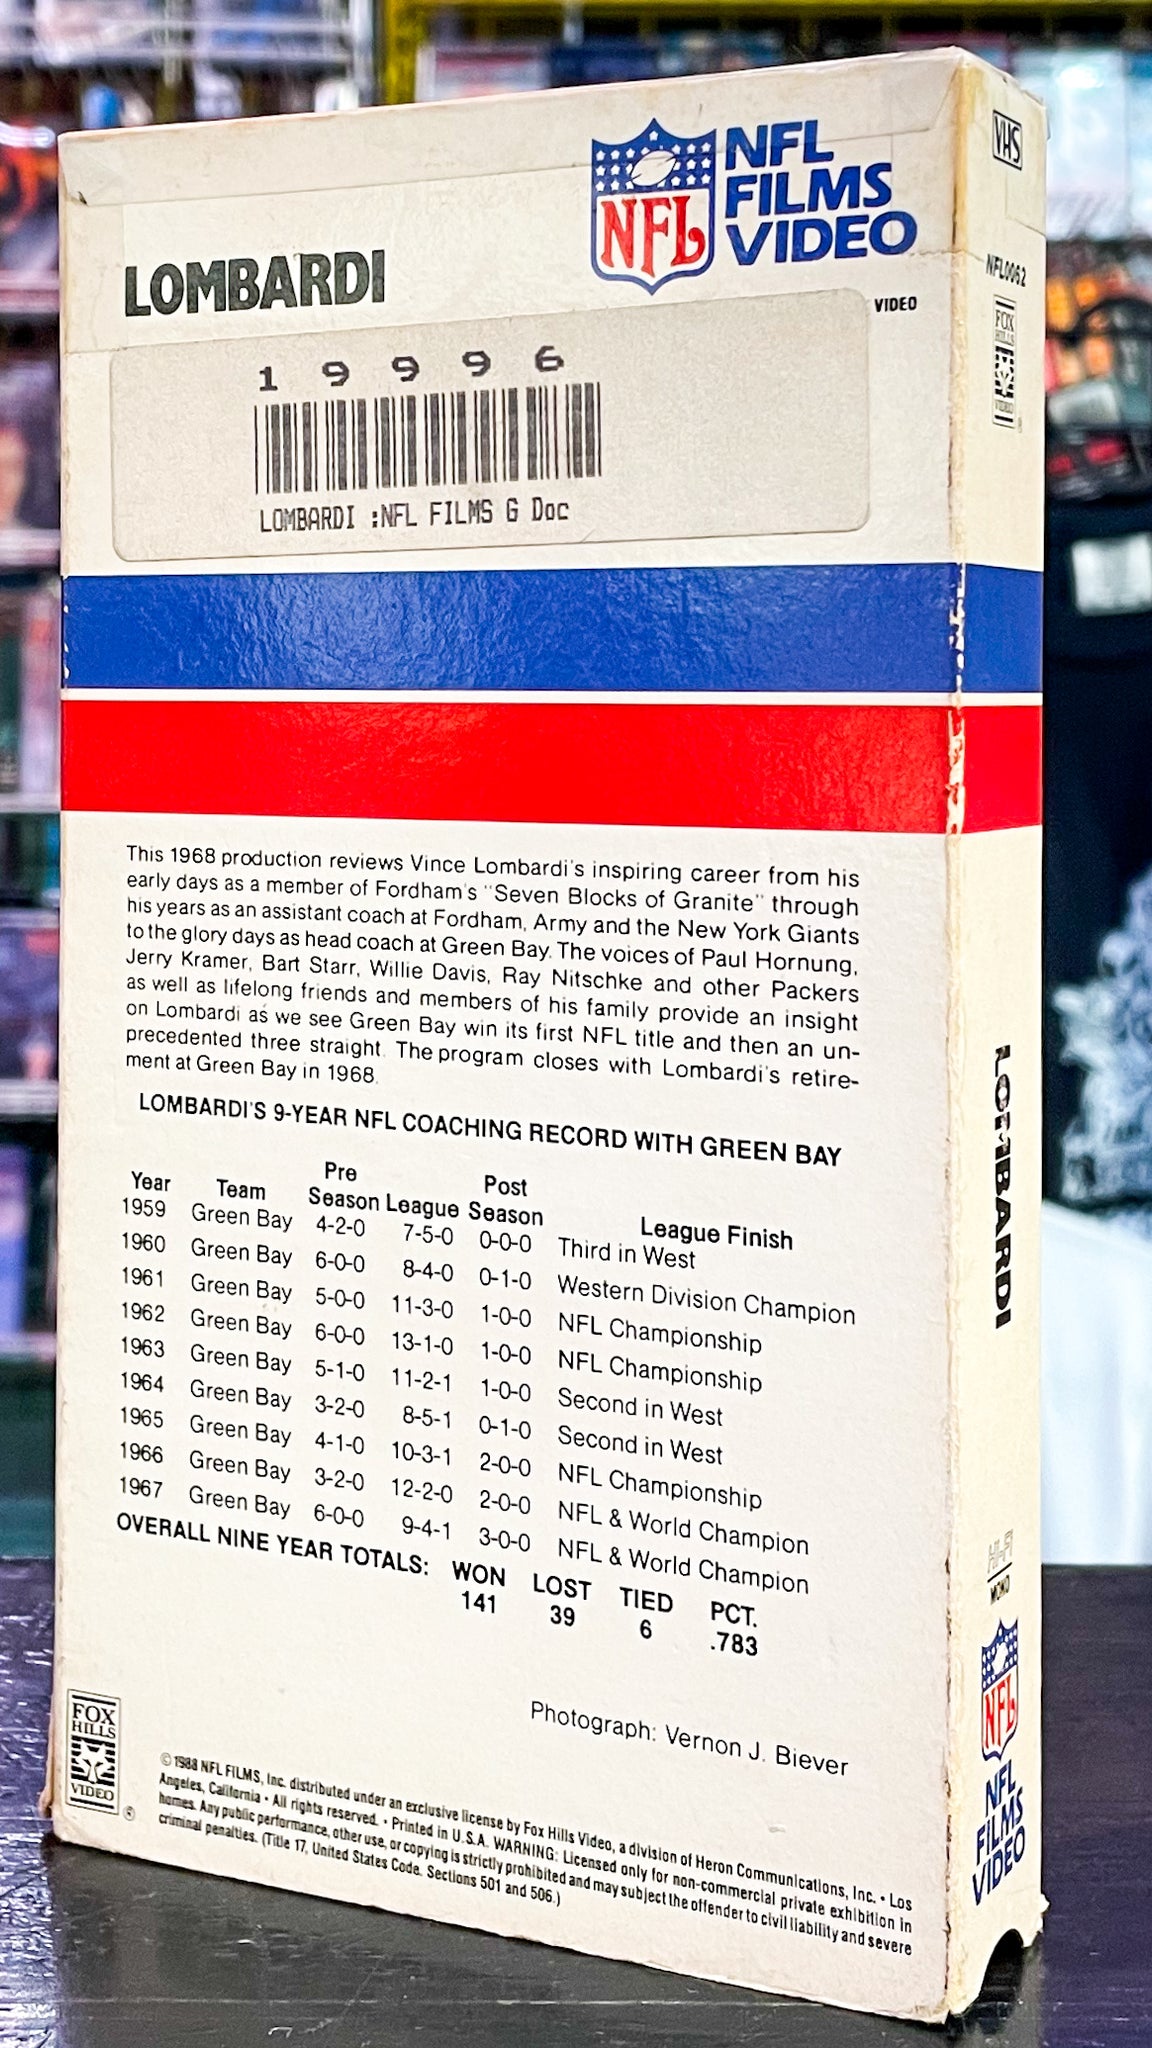 LOMBARDI
NFL
NFL
FILMS
VIDEO
VIDEO
19996
LOMBARDI :NFL FILMS G Doc
This 1968 production reviews Vince Lombardi's inspiring career from his
early days as a member of Fordham's "Seven Blocks of Granite" through
his years as an assistant coach at Fordham, Army and the New York Giants
to the glory days as head coach at Green Bay. The voices of Paul Hornung,
Jerry Kramer, Bart Starr, Willie Davis, Ray Nitschke and other Packers
as well as lifelong friends and members of his family provide an insight
on Lombardi as we see Green Bay win its first NFL title and then an un-
precedented three straight. The program closes with Lombardi's retire-
ment at Green Bay in 1968.
LOMBARDI'S 9-YEAR NFL COACHING RECORD WITH GREEN BAY
Year Team Pre Season League Post Season League Finish
1959 Green Bay 4-2-0 7-5-0 0-0-0 Third in West
1960 Green Bay 6-0-0 8-4-0 0-1-0 Western Division Champion
1961 Green Bay 5-0-0 11-3-0 1-0-0 NFL Championship
1962 Green Bay 6-0-0 13-1-0 1-0-0 NFL Championship
1963 Green Bay 5-1-0 11-2-1 1-0-0 Second in West
1964 Green Bay 3-2-0 8-5-1 0-1-0 Second in West
1965 Green Bay 4-1-0 10-3-1 2-0-0 NFL Championship
1966 Green Bay 3-2-0 12-2-0 2-0-0 NFL & World Champion
1967 Green Bay 6-0-0 9-4-1 3-0-0 NFL & World Champion
OVERALL NINE YEAR TOTALS: WON LOST TIED PCT.
141 39 6 .783
Photograph: Vernon J. Biever
FOX
HILLS
VIDEO
®
©1988 NFL FILMS, Inc. distributed under an exclusive license by Fox Hills Video, a division of Heron Communications, Inc. • Los
Angeles, California • All rights reserved. • Printed in U.S.A. WARNING: Licensed only for non-commercial private exhibition in
homes. Any public performance, other use, or copying is strictly prohibited and may subject the offender to civil liability and severe
criminal penalties. (Title 17, United States Code. Sections 501 and 506.)
VHS
NFL0062
FOX
HILLS
VIDEO
®
LOMBARDI
HI-FI
MONO
NFL
NFL
FILMS
VIDEO